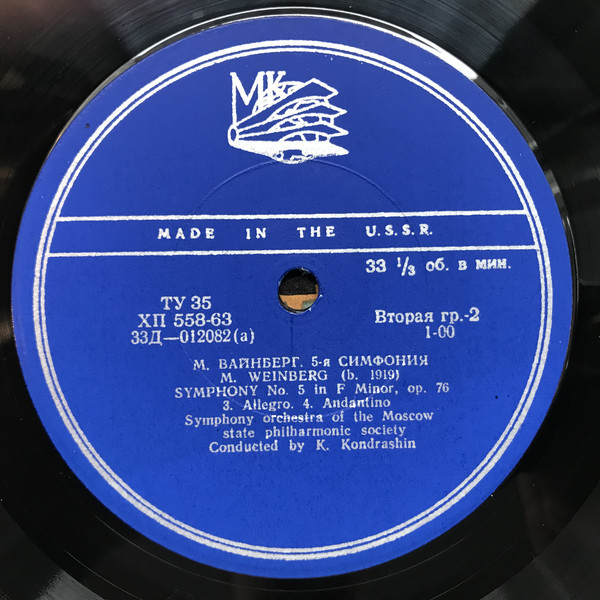 МК
MADE IN THE U.S.S.R.
33 ⅓ об. в мин.
ТУ 35
ХП 558-63
33Д—012082(а)
Вторая гр.-2
1-00
М. ВАЙНБЕРГ. 5-я СИМФОНИЯ
M. WEINBERG (b. 1919)
SYMPHONY No. 5 in F Minor, op. 76
3. Allegro. 4. Andantino
Symphony orchestra of the Moscow
state philharmonic society
Conducted by K. Kondrashin